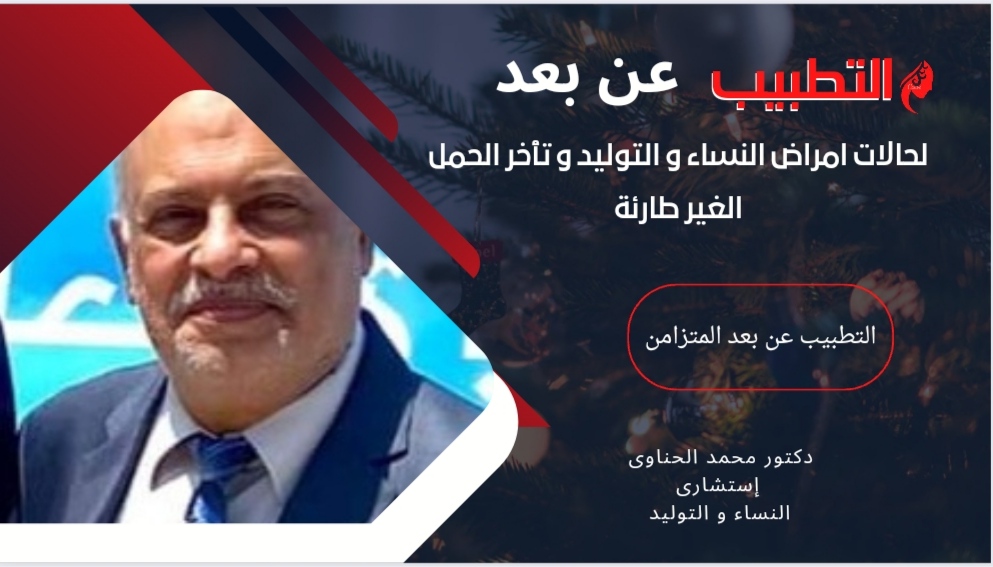 التطبيب عن بعد
لحالات امراض النساء و التوليد و تأخر الحمل
الغير طارئة
التطبيب عن بعد المتزامن
دكتور محمد الحناوى
إستشارى
النساء و التوليد